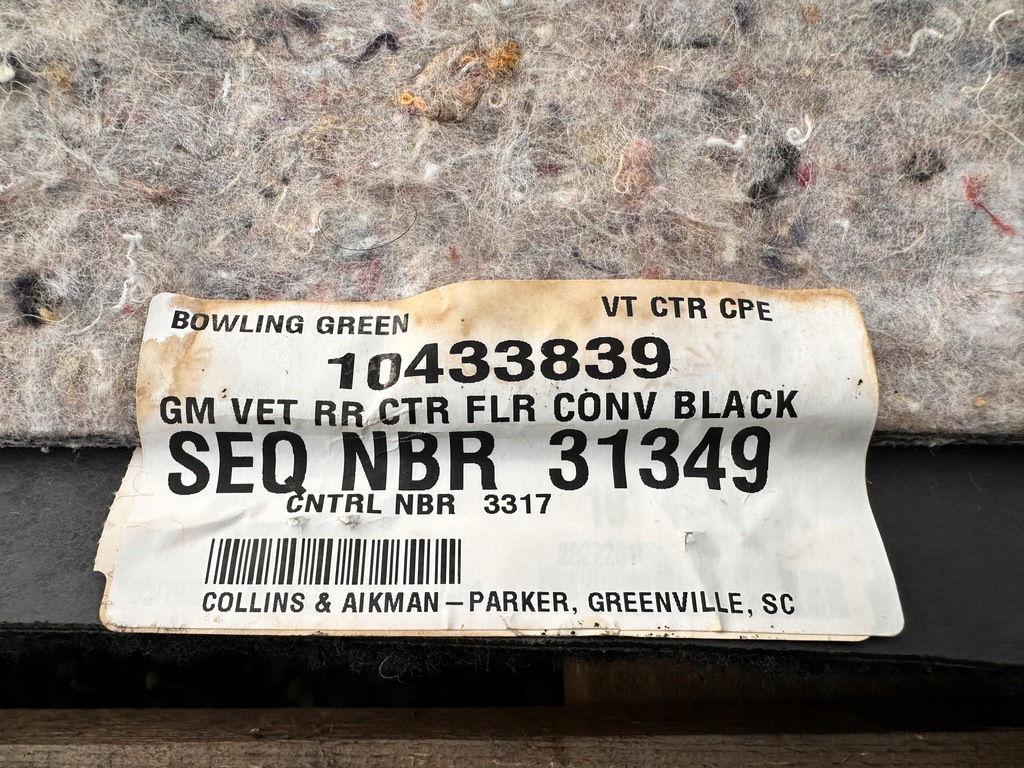 BOWLING GREEN VT CTR CPE
10433839
GM VET RR CTR FLR CONV BLACK
SEQ NBR 31349
CNTRL NBR 3317
COLLINS & AIKMAN – PARKER, GREENVILLE, SC